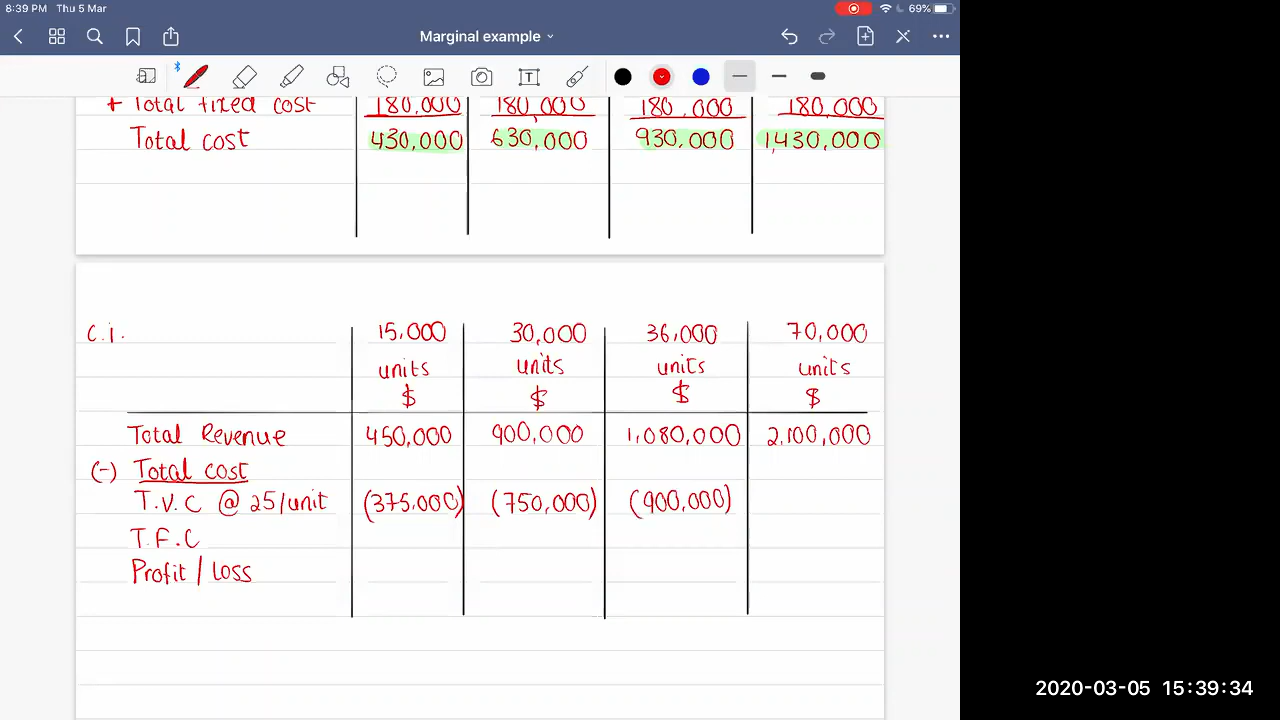 8:39 PM Thu 5 Mar 69%
Marginal example
T
+ Total fixed cost 180,000 180,000 180,000 180,000
Total cost 430,000 630,000 930,000 1,430,000
c.i. 15,000 30,000 36,000 70,000
units units units units
$ $ $ $
Total Revenue 450,000 900,000 1,080,000 2,100,000
(-) Total cost
T.V.C @ 25/unit (375,000) (750,000) (900,000)
T.F.C
Profit / Loss
2020-03-05 15:39:34